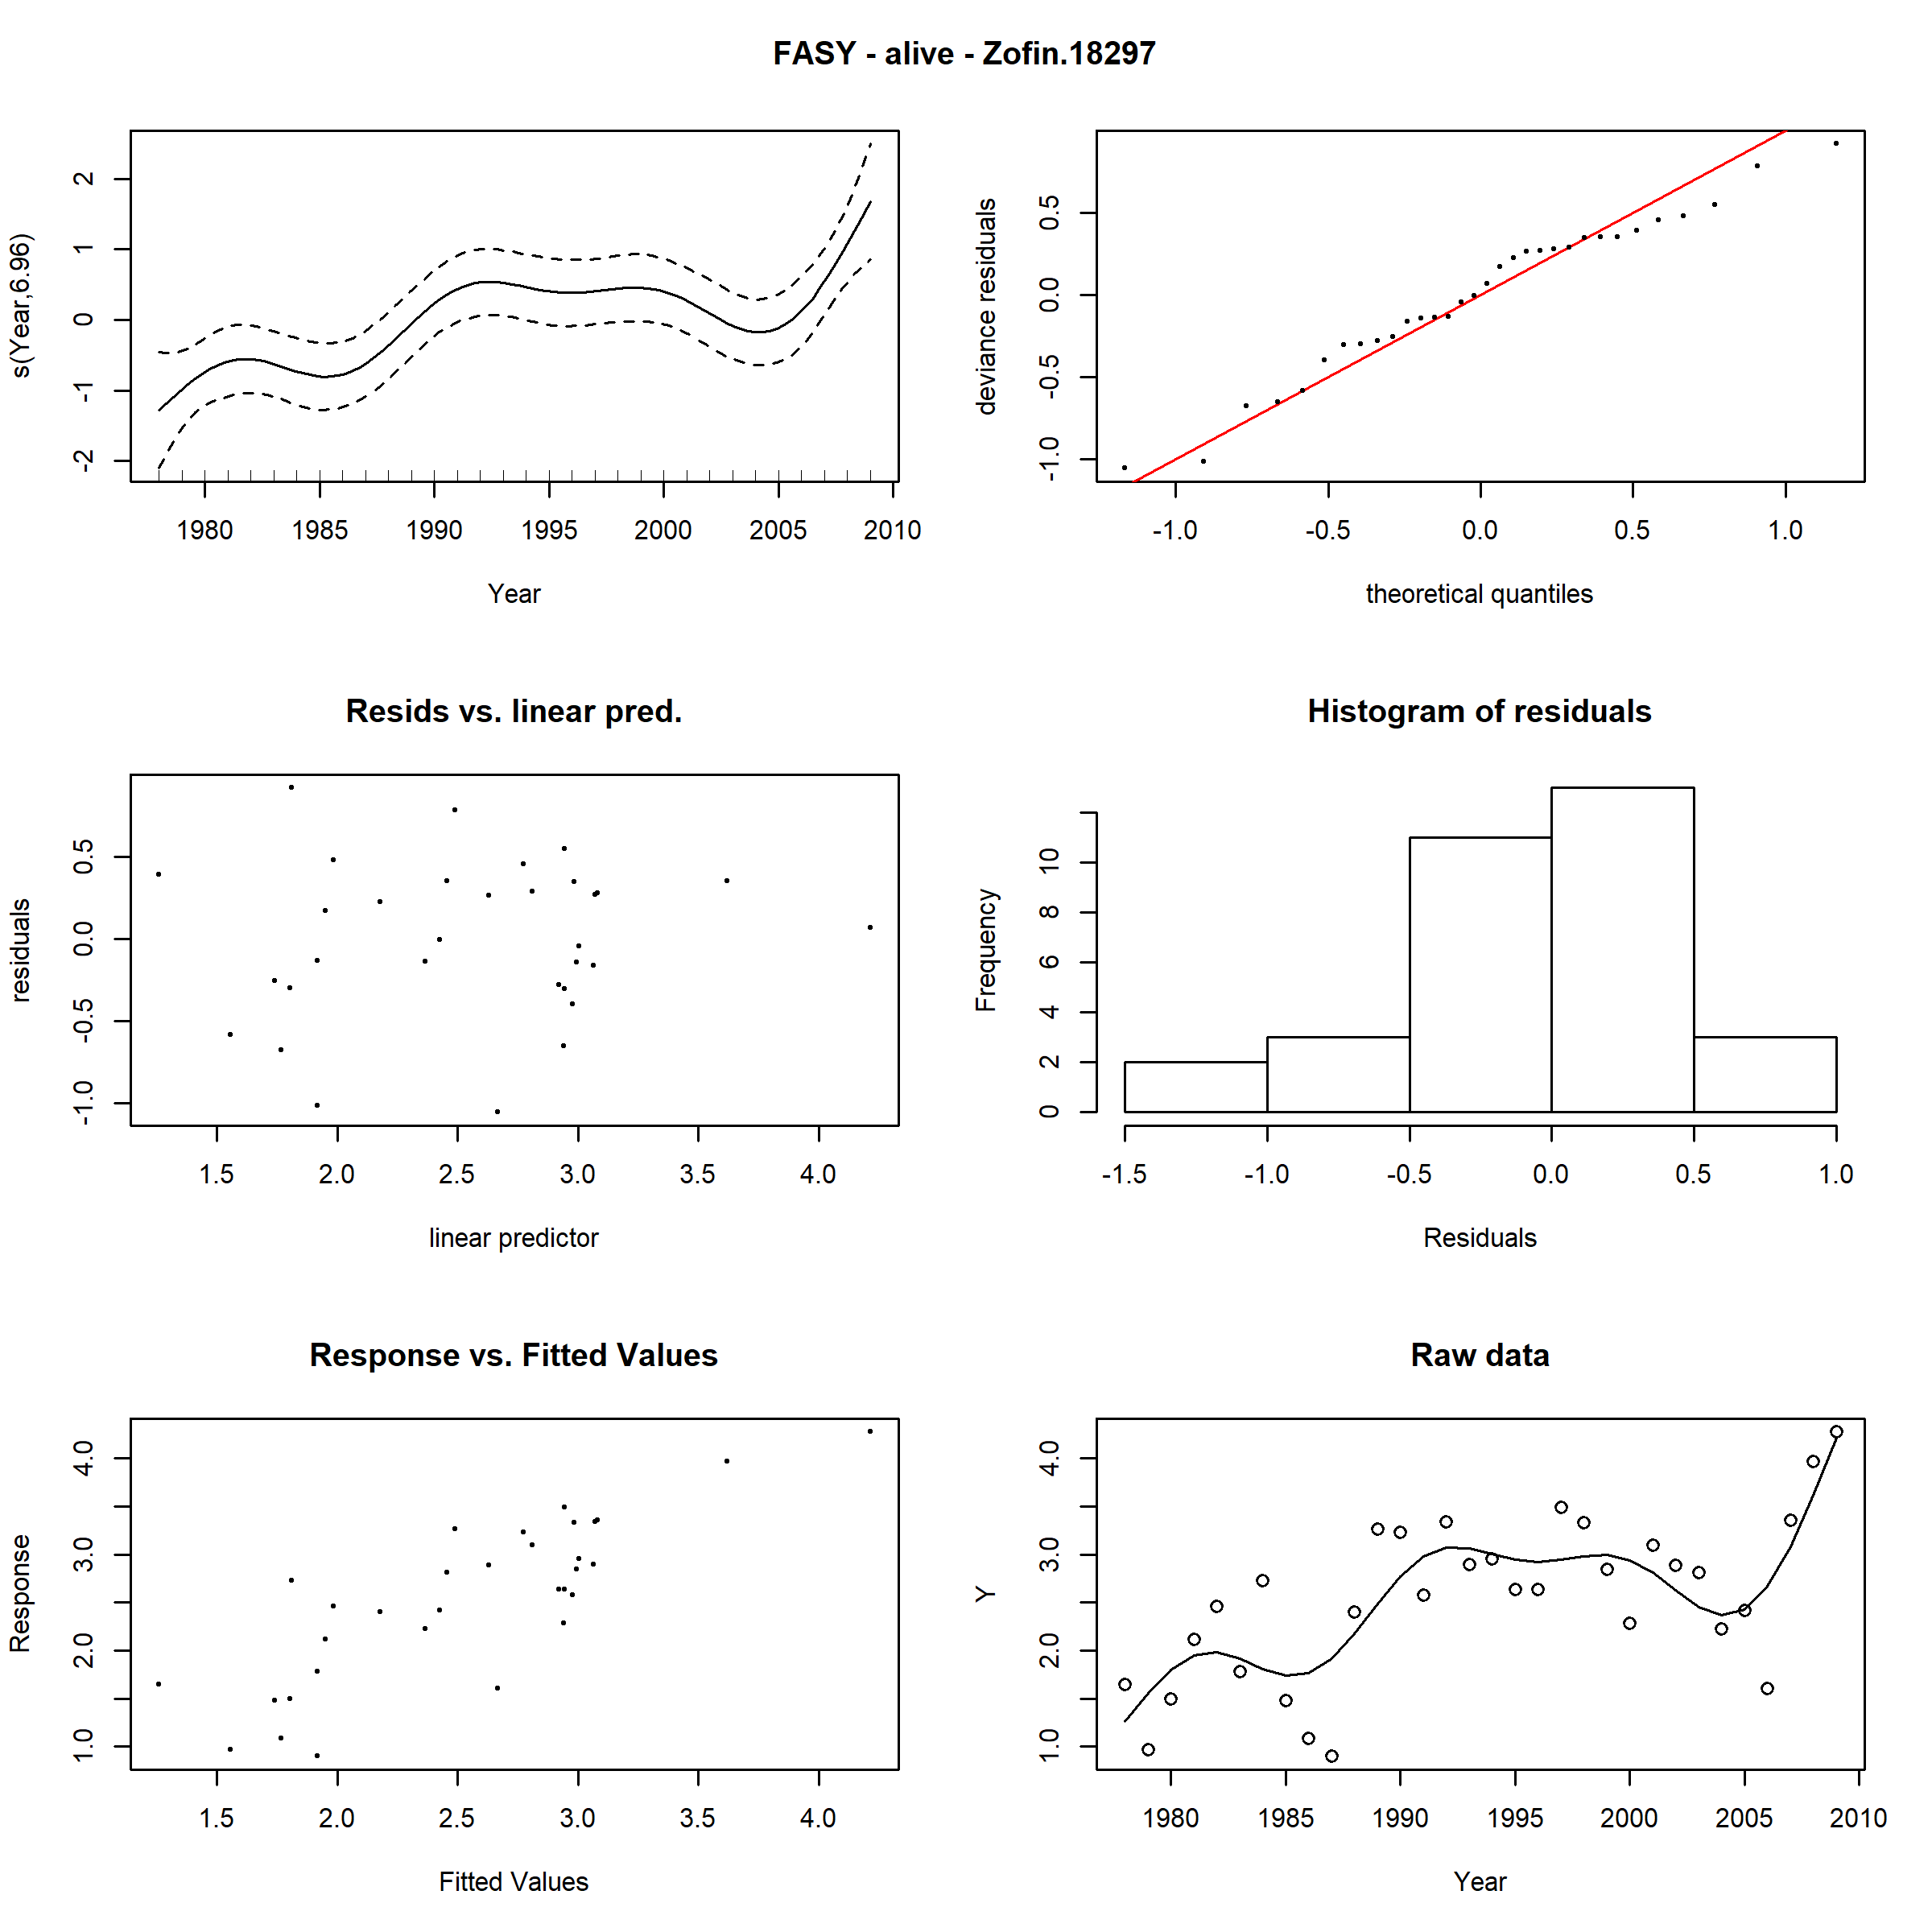 FASY - alive - Zofin.18297
s(Year,6.96)
2
1
0
-1
-2
1980 1985 1990 1995 2000 2005 2010
Year
deviance residuals
0.5
0.0
-0.5
-1.0
-1.0 -0.5 0.0 0.5 1.0
theoretical quantiles
Resids vs. linear pred.
residuals
0.5
0.0
-0.5
-1.0
1.5 2.0 2.5 3.0 3.5 4.0
linear predictor
Histogram of residuals
Frequency
10
8
6
4
2
0
-1.5 -1.0 -0.5 0.0 0.5 1.0
Residuals
Response vs. Fitted Values
Response
4.0
3.0
2.0
1.0
1.5 2.0 2.5 3.0 3.5 4.0
Fitted Values
Raw data
Y
4.0
3.0
2.0
1.0
1980 1985 1990 1995 2000 2005 2010
Year